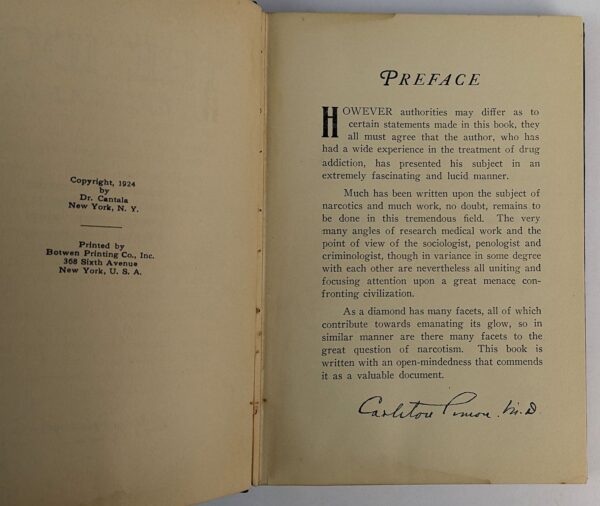 Copyright, 1924
by
Dr. Cantala
New York, N. Y.
Printed by
Botwen Printing Co., Inc.
368 Sixth Avenue
New York, U. S. A.
PREFACE
HOWEVER authorities may differ as to
certain statements made in this book, they
all must agree that the author, who has
had a wide experience in the treatment of drug
addiction, has presented his subject in an
extremely fascinating and lucid manner.
Much has been written upon the subject of
narcotics and much work, no doubt, remains to
be done in this tremendous field. The very
many angles of research medical work and the
point of view of the sociologist, penologist and
criminologist, though in variance in some degree
with each other are nevertheless all uniting and
focusing attention upon a great menace con-
fronting civilization.
As a diamond has many facets, all of which
contribute towards emanating its glow, so in
similar manner are there many facets to the
great question of narcotism. This book is
written with an open-mindedness that commends
it as a valuable document.
Carleton Simon. M. D